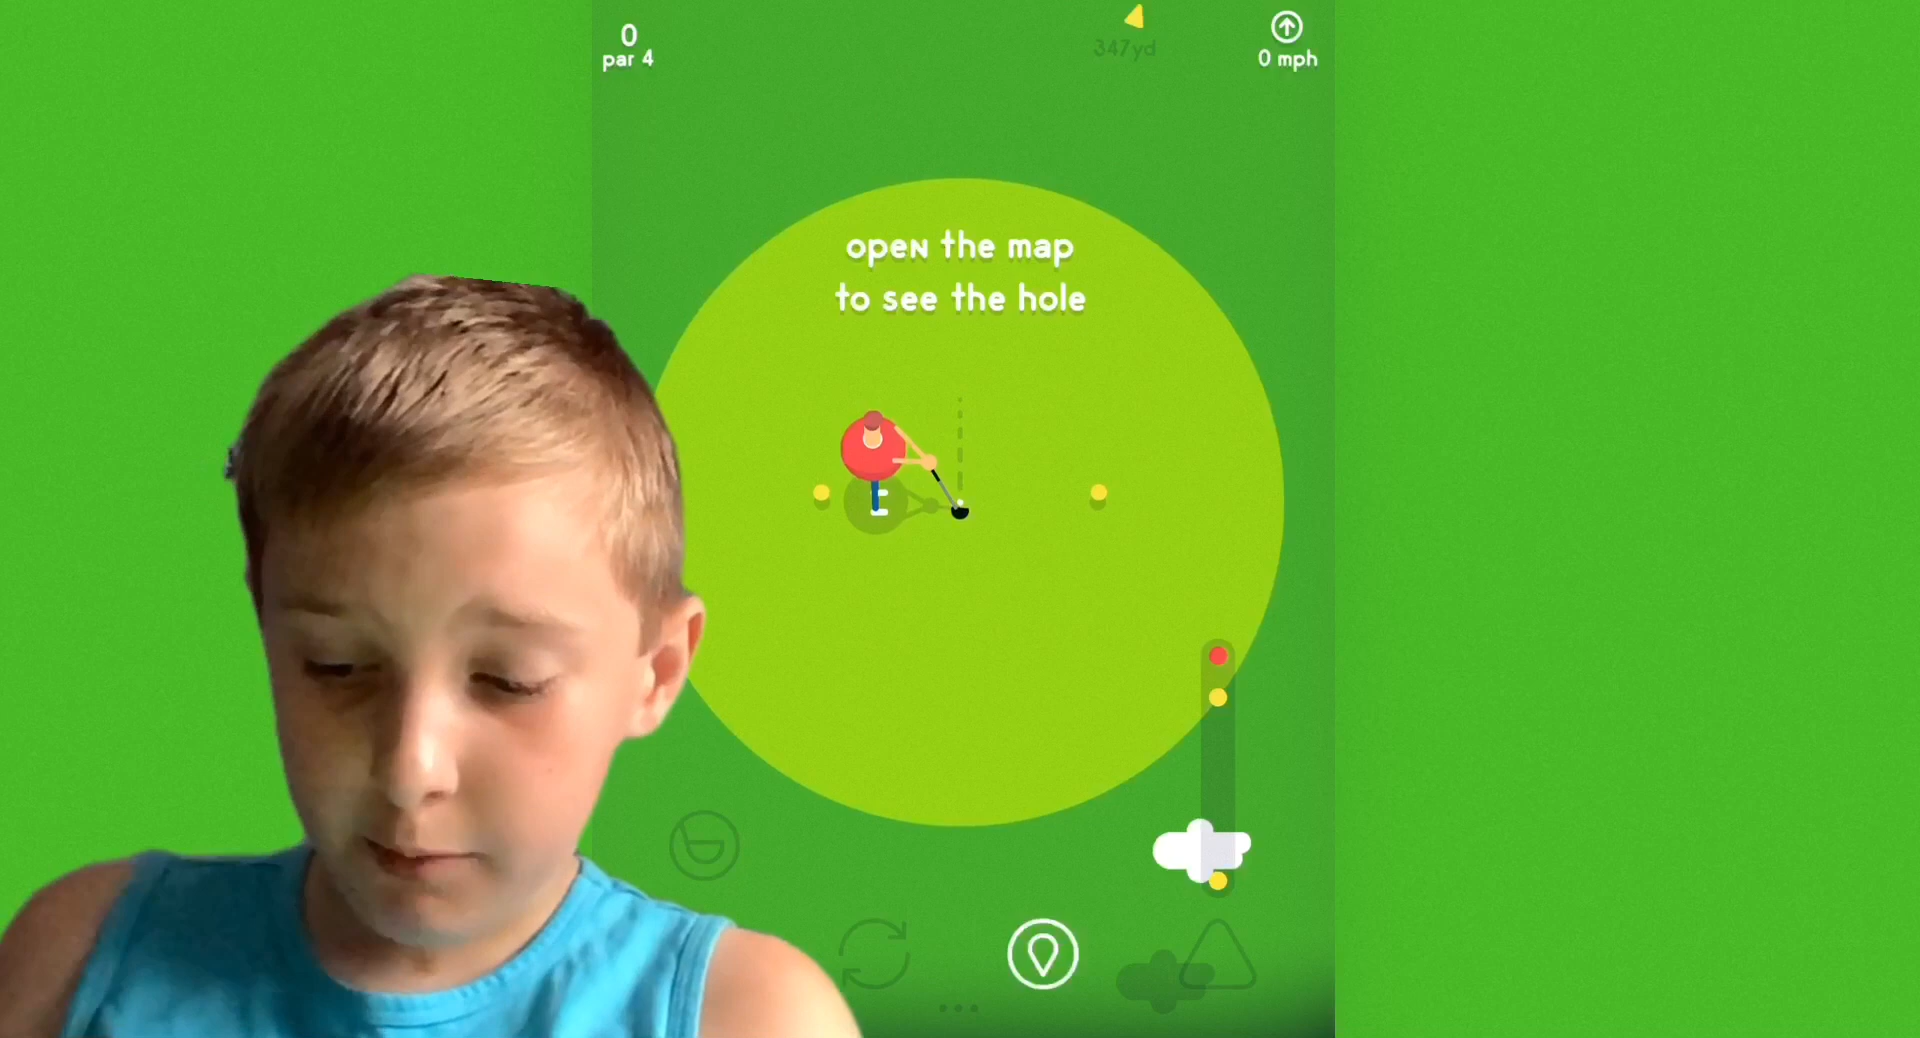 0
par 4
347yd
0 mph
open the map
to see the hole